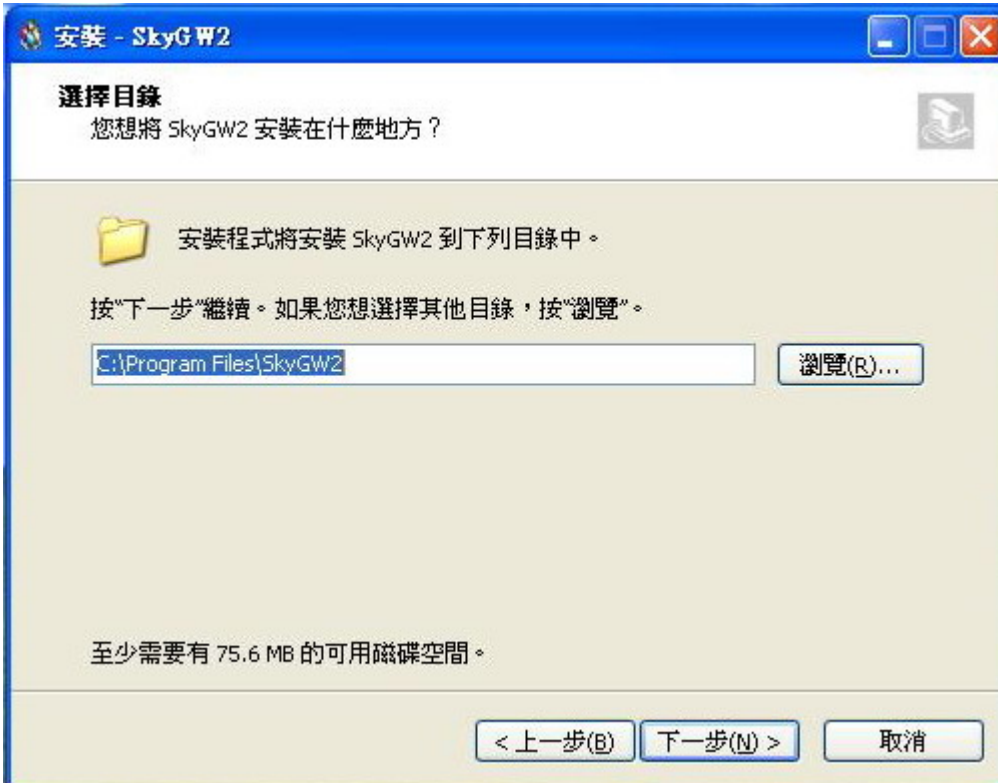 安裝 - SkyGW2
選擇目錄
您想將 SkyGW2 安裝在什麼地方？
安裝程式將安裝 SkyGW2 到下列目錄中。
按"下一步"繼續。如果您想選擇其他目錄，按"瀏覽"。
C:\Program Files\SkyGW2
瀏覽(R)...
至少需要有 75.6 MB 的可用磁碟空間。
< 上一步(B)
下一步(N) >
取消